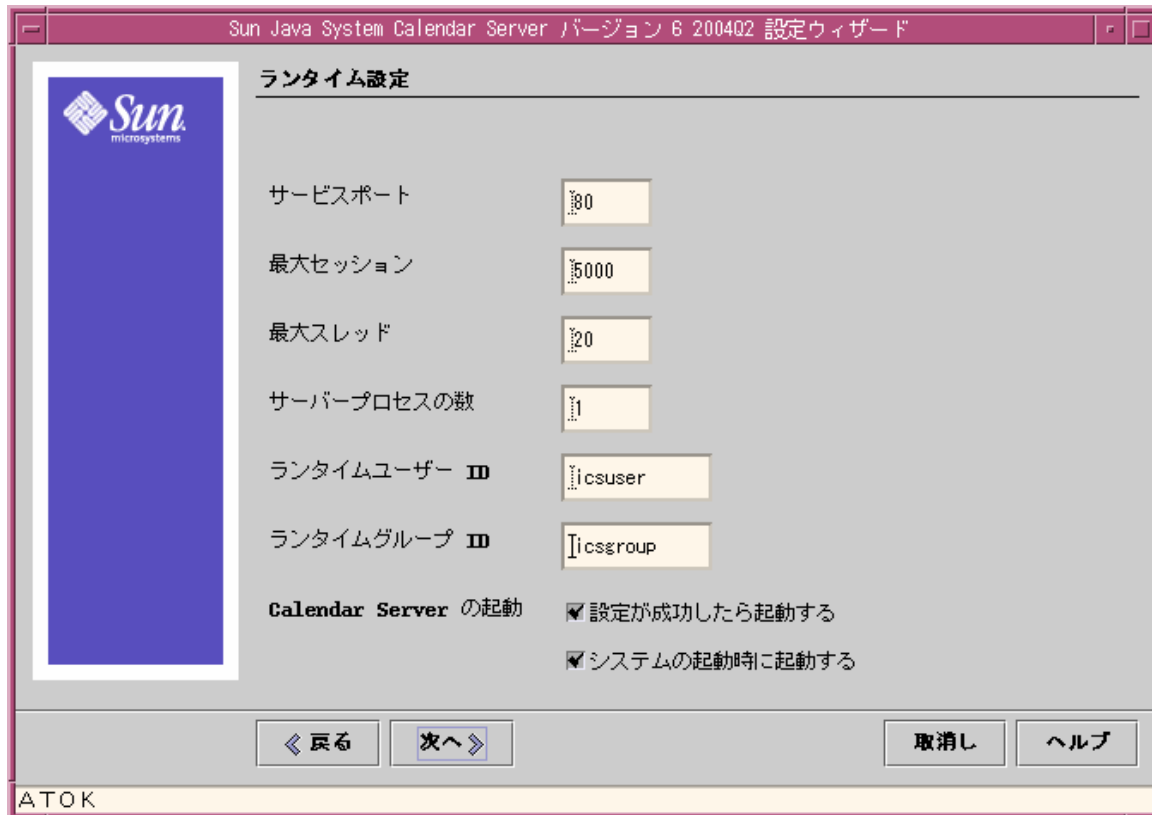 Sun Java System Calendar Server バージョン 6 2004Q2 設定ウィザード
Sun
microsystems
ランタイム設定
サービスポート 80
最大セッション 5000
最大スレッド 20
サーバープロセスの数 1
ランタイムユーザー ID icsuser
ランタイムグループ ID icsgroup
Calendar Server の起動 設定が成功したら起動する
システムの起動時に起動する
戻る 次へ 取消し ヘルプ
ATOK